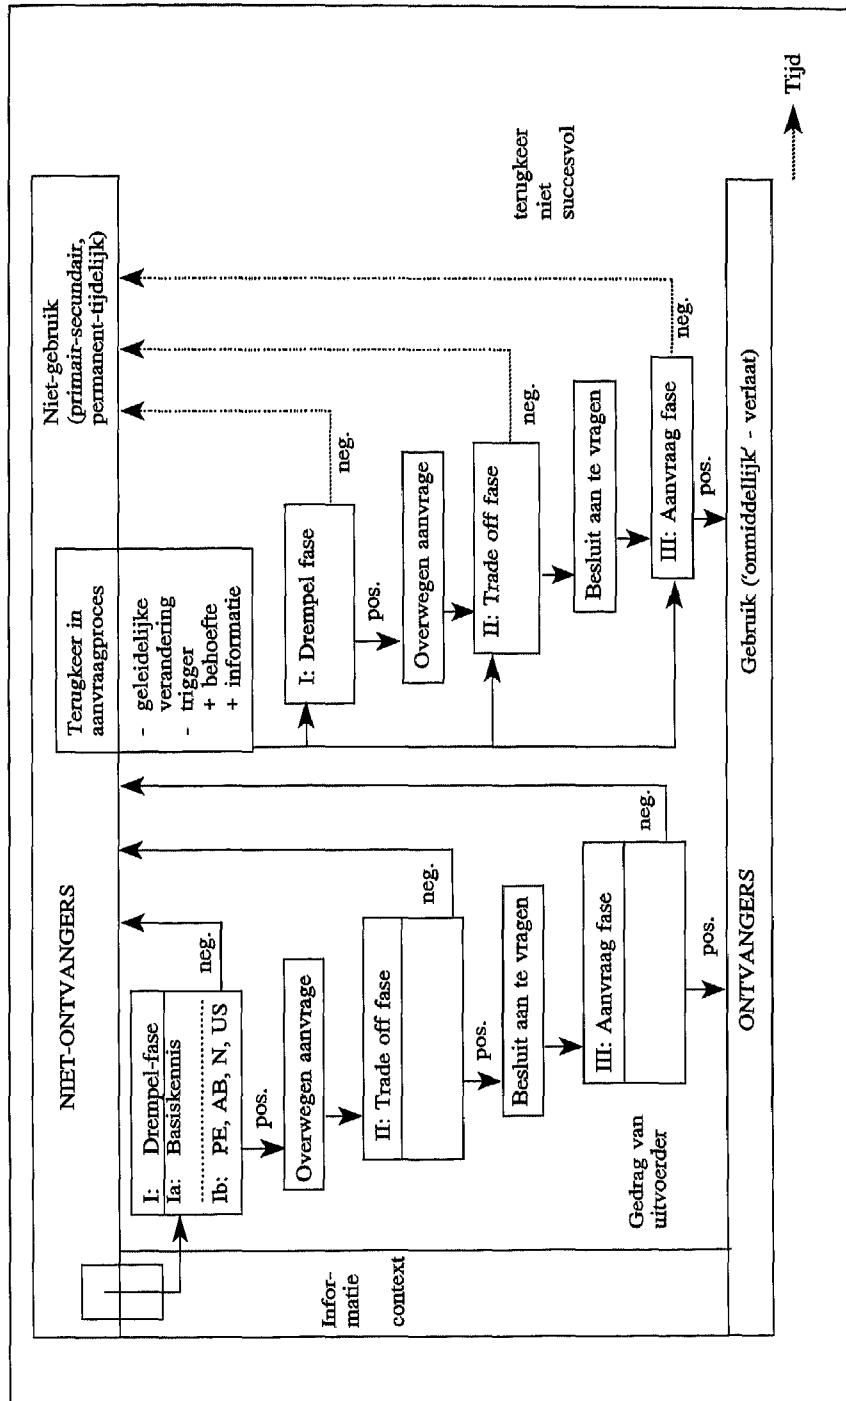 NIET-ONTVANGERS
Infor-
matie
context
I: Drempel-fase
Ia: Basiskennis
Ib: PE, AB, N, US
neg.
pos.
Overwegen aanvrage
II: Trade off fase
neg.
pos.
Besluit aan te vragen
III: Aanvraag fase
neg.
pos.
Gedrag van
uitvoerder
ONTVANGERS
Terugkeer in
aanvraagproces
- geleidelijke
verandering
- trigger
+ behoefte
+ informatie
Niet-gebruik
(primair-secundair,
permanent-tijdelijk)
I: Drempel fase
neg.
pos.
Overwegen aanvrage
II: Trade off fase
neg.
Besluit aan te vragen
III: Aanvraag fase
neg.
pos.
terugkeer
niet
succesvol
Gebruik ('onmiddellijk' - verlaat)
Tijd